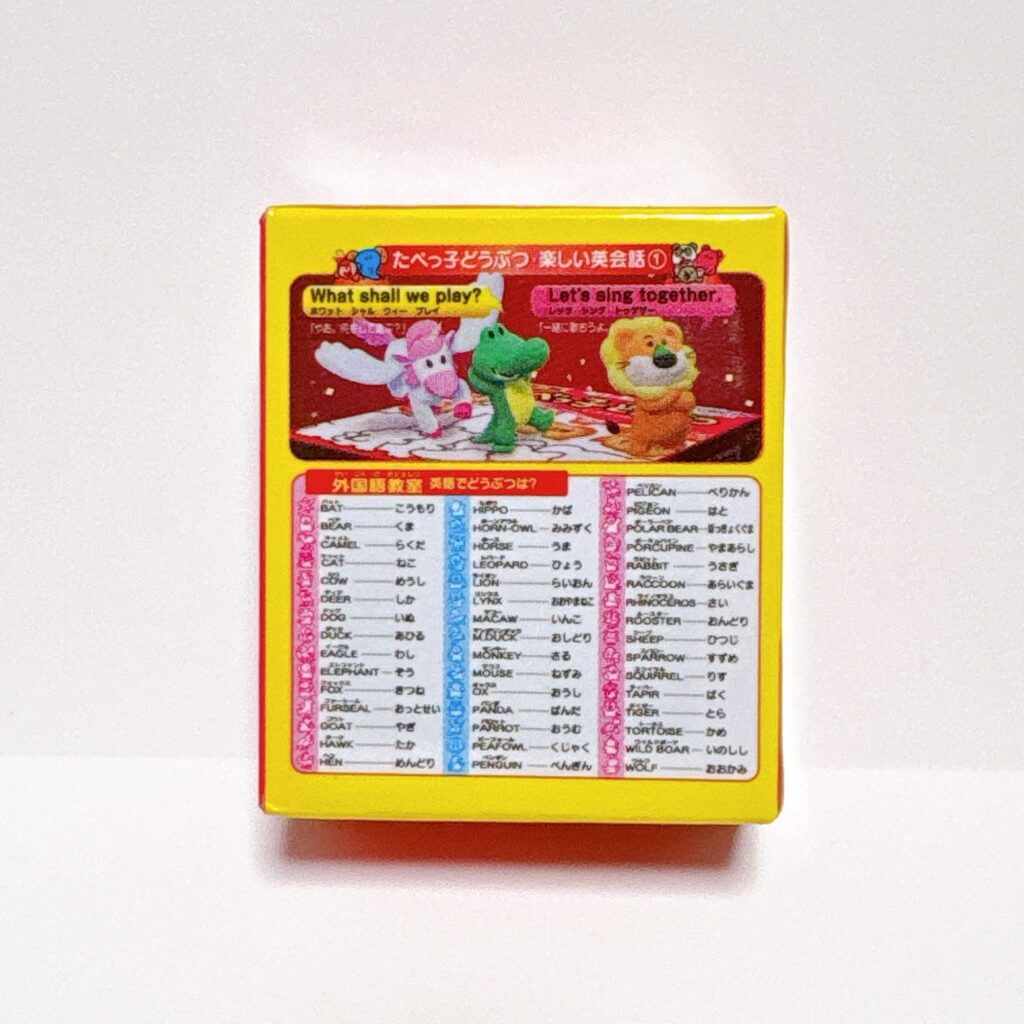 たべっ子どうぶつ 楽しい英会話①
What shall we play?
ホワット シャル ウィー プレイ
Let's sing together.
レッツ シング トゥゲザー
「一緒に歌おうよ
外国語教室 英語でどうぶつは?
BAT こうもり
BEAR くま
CAMEL らくだ
CAT ねこ
COW めうし
DEER しか
DOG いぬ
DUCK あひる
EAGLE わし
ELEPHANT ぞう
FOX きつね
FURSEAL おっとせい
GOAT やぎ
HAWK たか
HEN めんどり
HIPPO かば
HORN-OWL みみずく
HORSE うま
LEOPARD ひょう
LION らいおん
LYNX おおやまねこ
MACAW いんこ
M.DUCK おしどり
MONKEY さる
MOUSE ねずみ
OX おうし
PANDA ぱんだ
PARROT おうむ
PEAFOWL くじゃく
PENGUIN ぺんぎん
PELICAN ぺりかん
PIGEON はと
POLAR BEAR ほっきょくぐま
PORCUPINE やまあらし
RABBIT うさぎ
RACCOON あらいぐま
RHINOCEROS さい
ROOSTER おんどり
SHEEP ひつじ
SPARROW すずめ
SQUIRREL りす
TAPIR ばく
TIGER とら
TORTOISE かめ
WILD BOAR いのしし
WOLF おおかみ